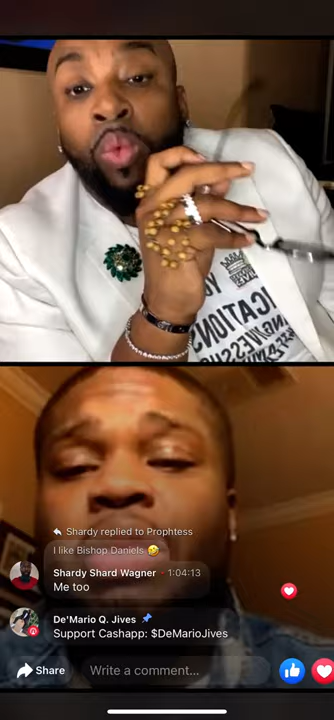 ICATIONS
Shardy replied to Prophtess
I like Bishop Daniels 🤣
Shardy Shard Wagner • 1:04:13
Me too
De'Mario Q. Jives 📌
Support Cashapp: $DeMarioJives
Share
Write a comment...